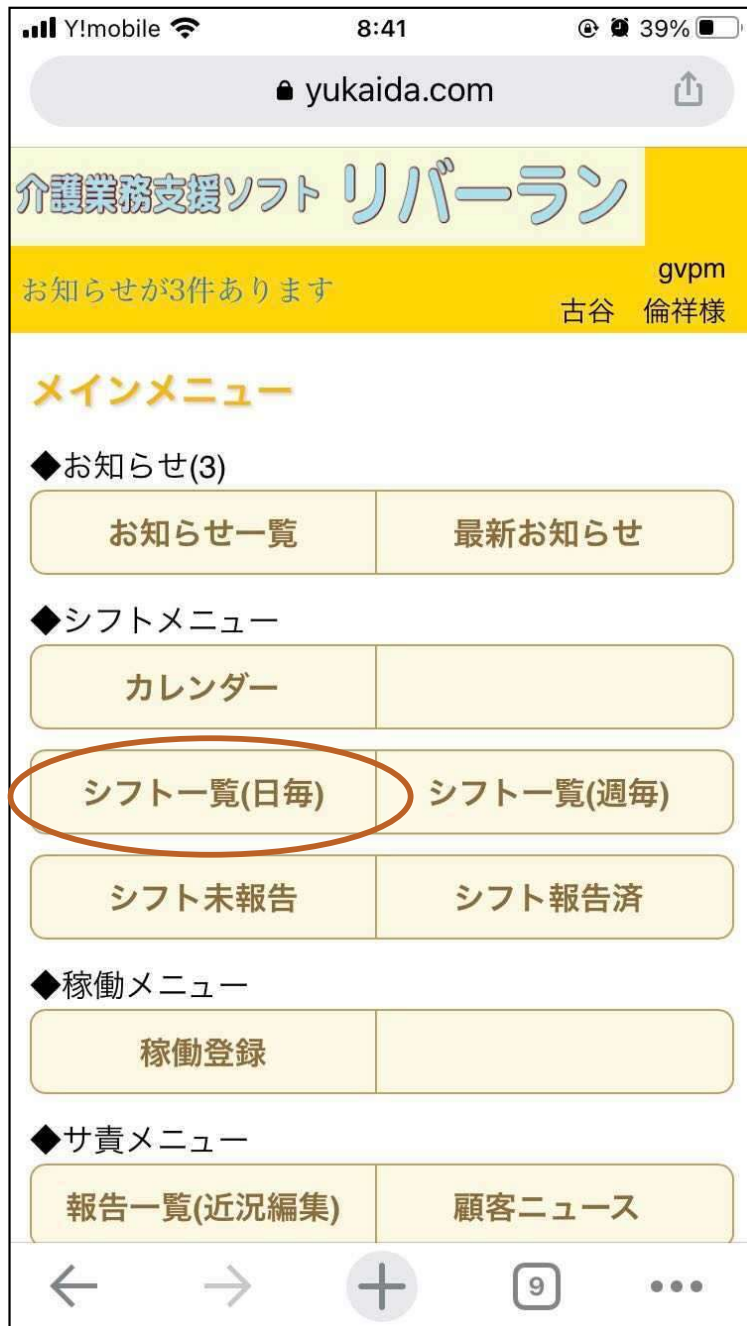 Y!mobile 8:41 39%
yukaida.com
介護業務支援ソフト リバーラン
お知らせが3件あります
gvpm
古谷 倫祥様
メインメニュー
◆お知らせ(3)
お知らせ一覧 最新お知らせ
◆シフトメニュー
カレンダー
シフト一覧(日毎) シフト一覧(週毎)
シフト未報告 シフト報告済
◆稼働メニュー
稼働登録
◆サ責メニュー
報告一覧(近況編集) 顧客ニュース
9